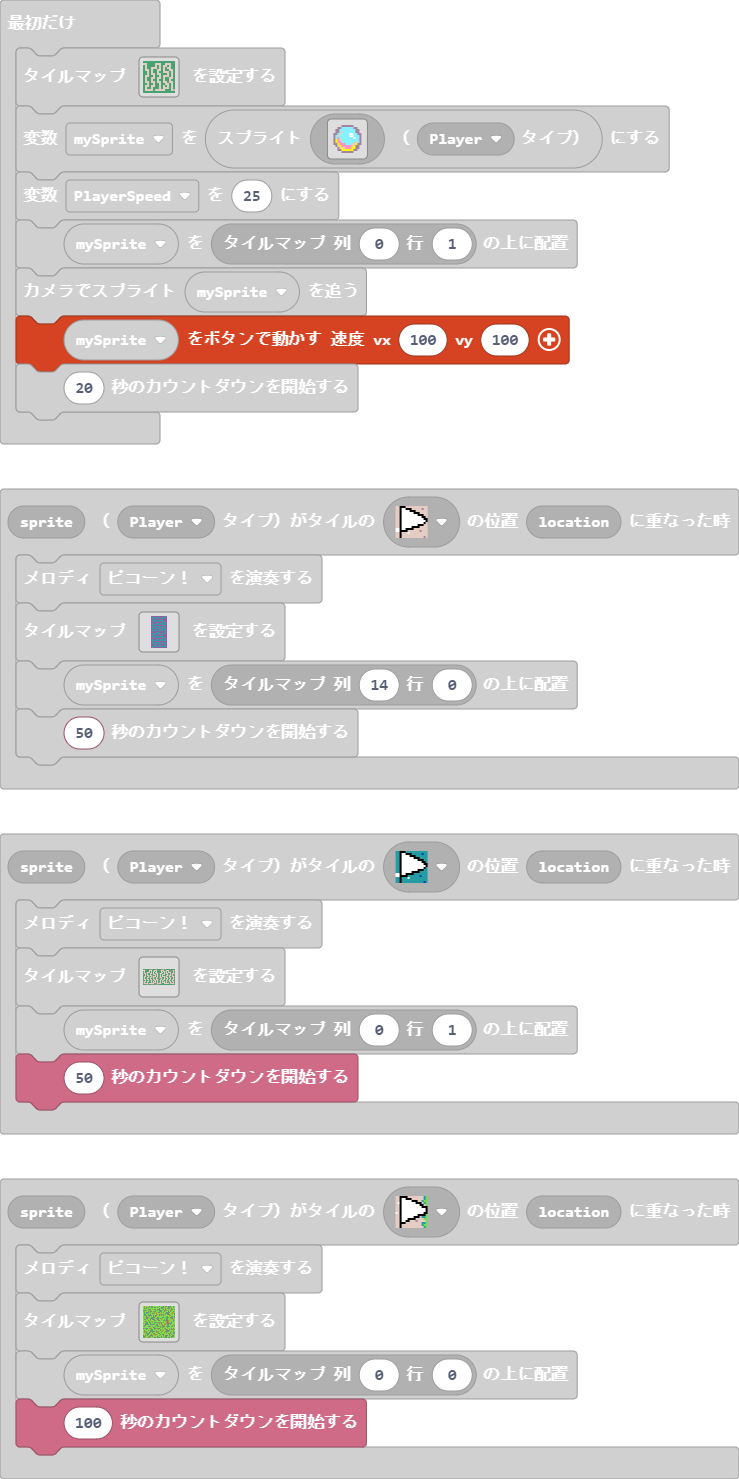 最初だけ
タイルマップ を設定する
変数 mySprite を スプライト ( Player タイプ) にする
変数 PlayerSpeed を 25 にする
mySprite を タイルマップ 列 0 行 1 の上に配置
カメラでスプライト mySprite を追う
mySprite をボタンで動かす 速度 vx 100 vy 100
20 秒のカウントダウンを開始する
sprite ( Player タイプ) がタイルの の位置 location に重なった時
メロディ ピコーン! を演奏する
タイルマップ を設定する
mySprite を タイルマップ 列 14 行 0 の上に配置
50 秒のカウントダウンを開始する
sprite ( Player タイプ) がタイルの の位置 location に重なった時
メロディ ピコーン! を演奏する
タイルマップ を設定する
mySprite を タイルマップ 列 0 行 1 の上に配置
50 秒のカウントダウンを開始する
sprite ( Player タイプ) がタイルの の位置 location に重なった時
メロディ ピコーン! を演奏する
タイルマップ を設定する
mySprite を タイルマップ 列 0 行 0 の上に配置
100 秒のカウントダウンを開始する